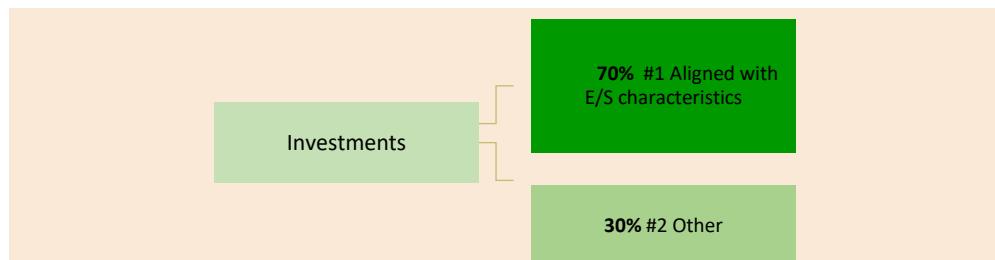 Investments
70% #1 Aligned with
E/S characteristics
30% #2 Other